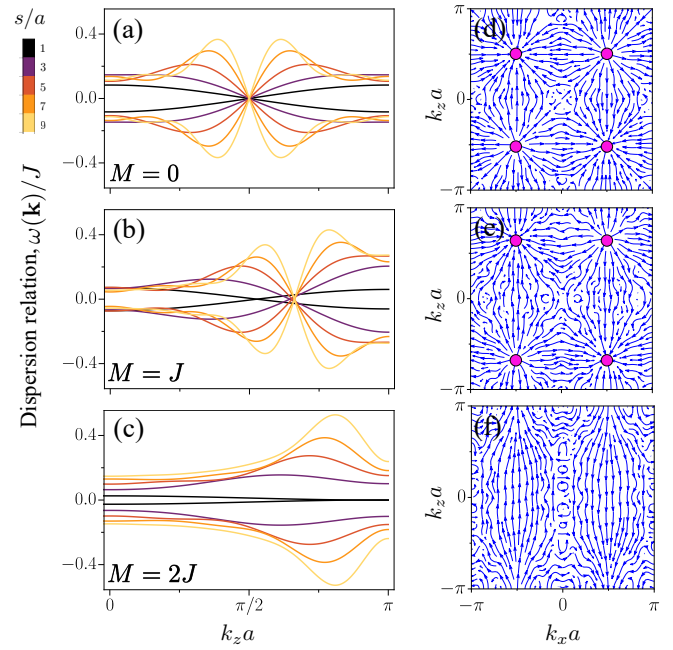 s/a
1
3
5
7
9
Dispersion relation, ω(𝐤)/J
(a)
0.4
0.0
−0.4
M = 0
(b)
0.4
0.0
−0.4
M = J
(c)
0.4
0.0
−0.4
M = 2J
0
π/2
π
k_z a
(d)
π
0
−π
k_z a
(e)
π
0
−π
k_z a
(f)
π
0
−π
k_z a
−π
0
π
k_x a